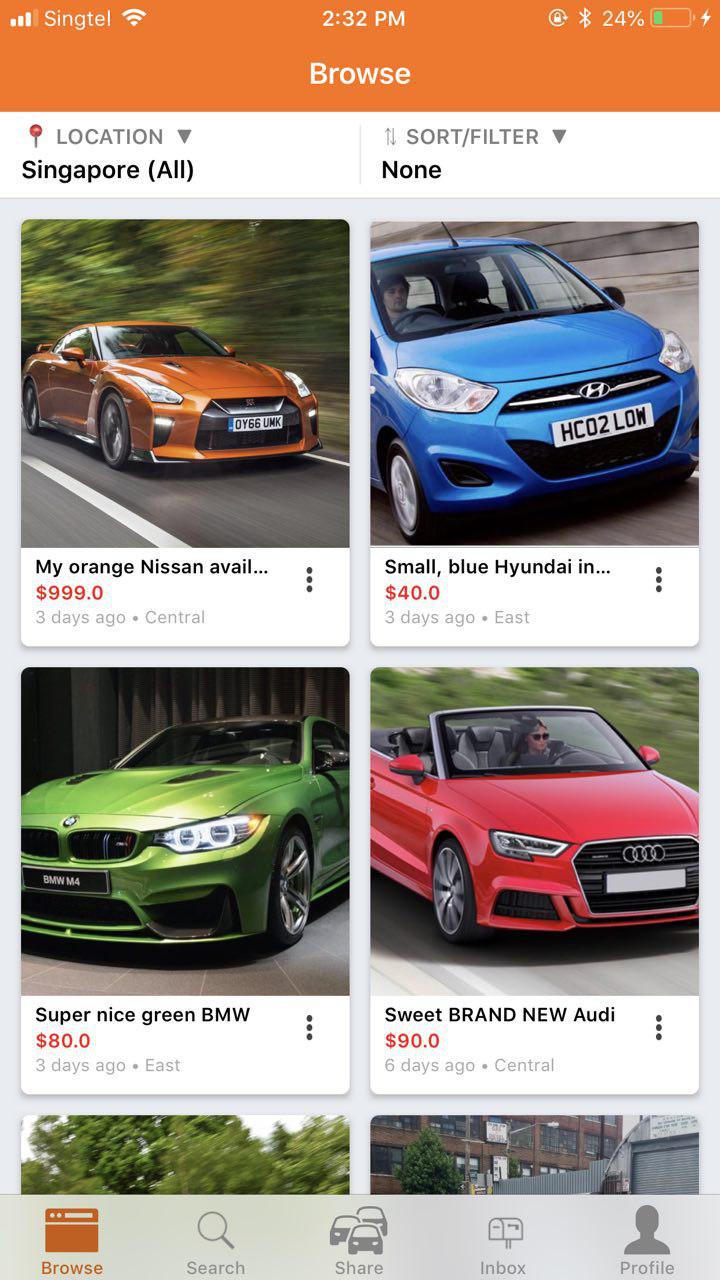 Singtel 2:32 PM 24%
Browse
LOCATION ▼
Singapore (All)
SORT/FILTER ▼
None
OY66 UMK
HC02 LOW
My orange Nissan avail...
$999.0
3 days ago • Central
Small, blue Hyundai in...
$40.0
3 days ago • East
BMW M4
Super nice green BMW
$80.0
3 days ago • East
Sweet BRAND NEW Audi
$90.0
6 days ago • Central
Browse
Search
Share
Inbox
Profile